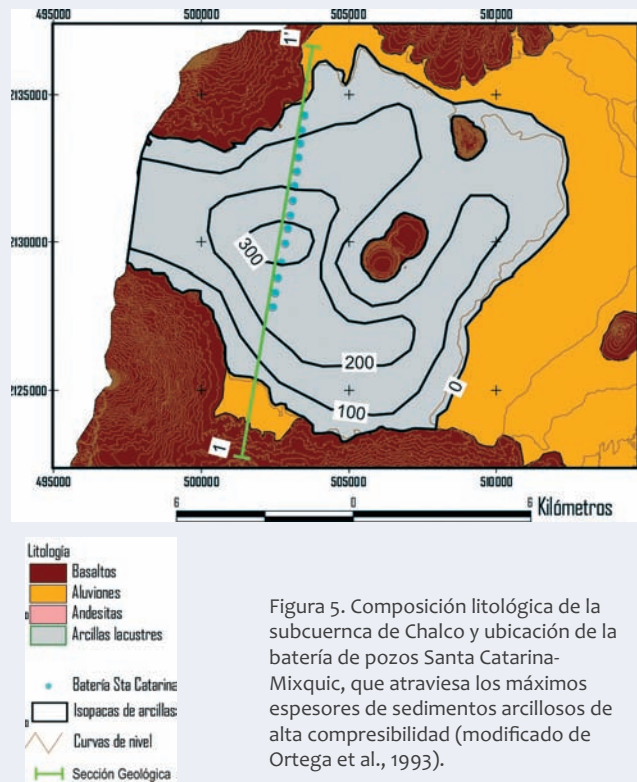 495000 500000 505000 510000
1'
2135000
2130000
2125000
300
200
100
0
1
495000 500000 505000 510000
6 0 6 Kilómetros
Litología
Basaltos
Aluviones
Andesitas
Arcillas lacustres
Batería Sta Catarina
Isopacas de arcillas
Curvas de nivel
Sección Geológica
Figura 5. Composición litológica de la
subcuernca de Chalco y ubicación de la
batería de pozos Santa Catarina-
Mixquic, que atraviesa los máximos
espesores de sedimentos arcillosos de
alta compresibilidad (modificado de
Ortega et al., 1993).